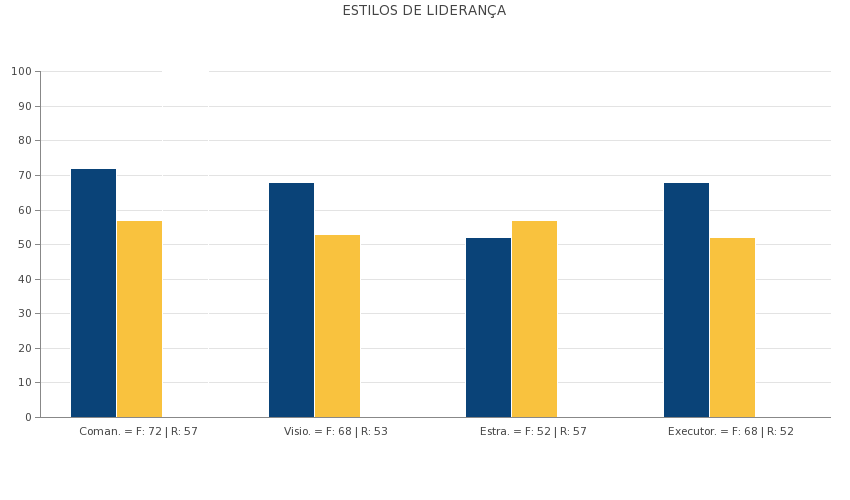 ESTILOS DE LIDERANÇA
100
90
80
70
60
50
40
30
20
10
0
Coman. = F: 72 | R: 57
Visio. = F: 68 | R: 53
Estra. = F: 52 | R: 57
Executor. = F: 68 | R: 52